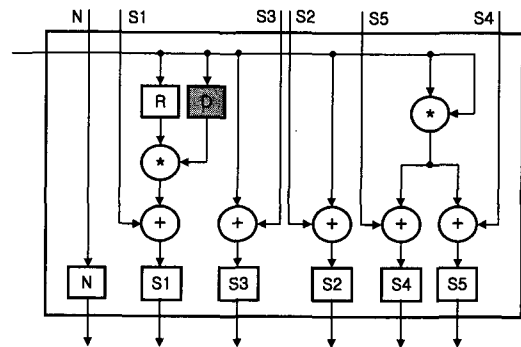 N S1 S3 S2 S5 S4
R D
*
*
+ + + + +
N S1 S3 S2 S4 S5